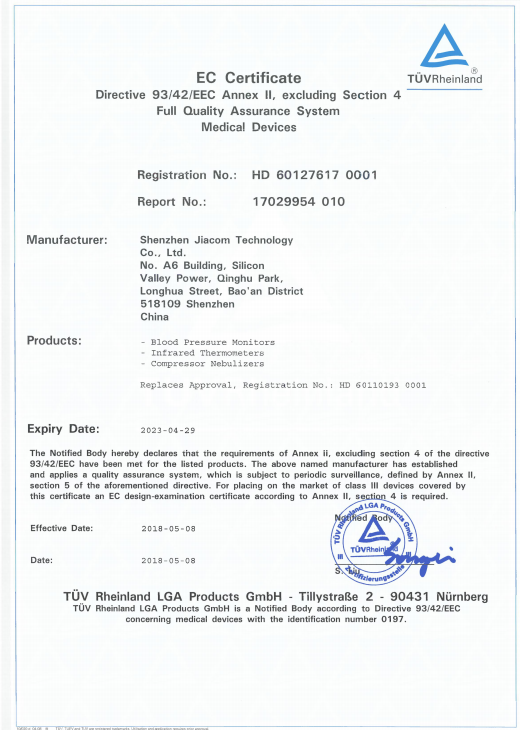 TÜVRheinland
®
EC Certificate
Directive 93/42/EEC Annex II, excluding Section 4
Full Quality Assurance System
Medical Devices
Registration No.: HD 60127617 0001
Report No.: 17029954 010
Manufacturer: Shenzhen Jiacom Technology
Co., Ltd.
No. A6 Building, Silicon
Valley Power, Qinghu Park,
Longhua Street, Bao'an District
518109 Shenzhen
China
Products: - Blood Pressure Monitors
- Infrared Thermometers
- Compressor Nebulizers
Replaces Approval, Registration No.: HD 60110193 0001
Expiry Date: 2023-04-29
The Notified Body hereby declares that the requirements of Annex ii, excluding section 4 of the directive
93/42/EEC have been met for the listed products. The above named manufacturer has established
and applies a quality assurance system, which is subject to periodic surveillance, defined by Annex II,
section 5 of the aforementioned directive. For placing on the market of class III devices covered by
this certificate an EC design-examination certificate according to Annex II, section 4 is required.
Notified Body
Effective Date: 2018-05-08
TÜV Rheinland LGA Products GmbH
TÜVRheinland
Zertifizierungsstelle
Date: 2018-05-08
TÜV Rheinland LGA Products GmbH - Tillystraße 2 - 90431 Nürnberg
TÜV Rheinland LGA Products GmbH is a Notified Body according to Directive 93/42/EEC
concerning medical devices with the identification number 0197.